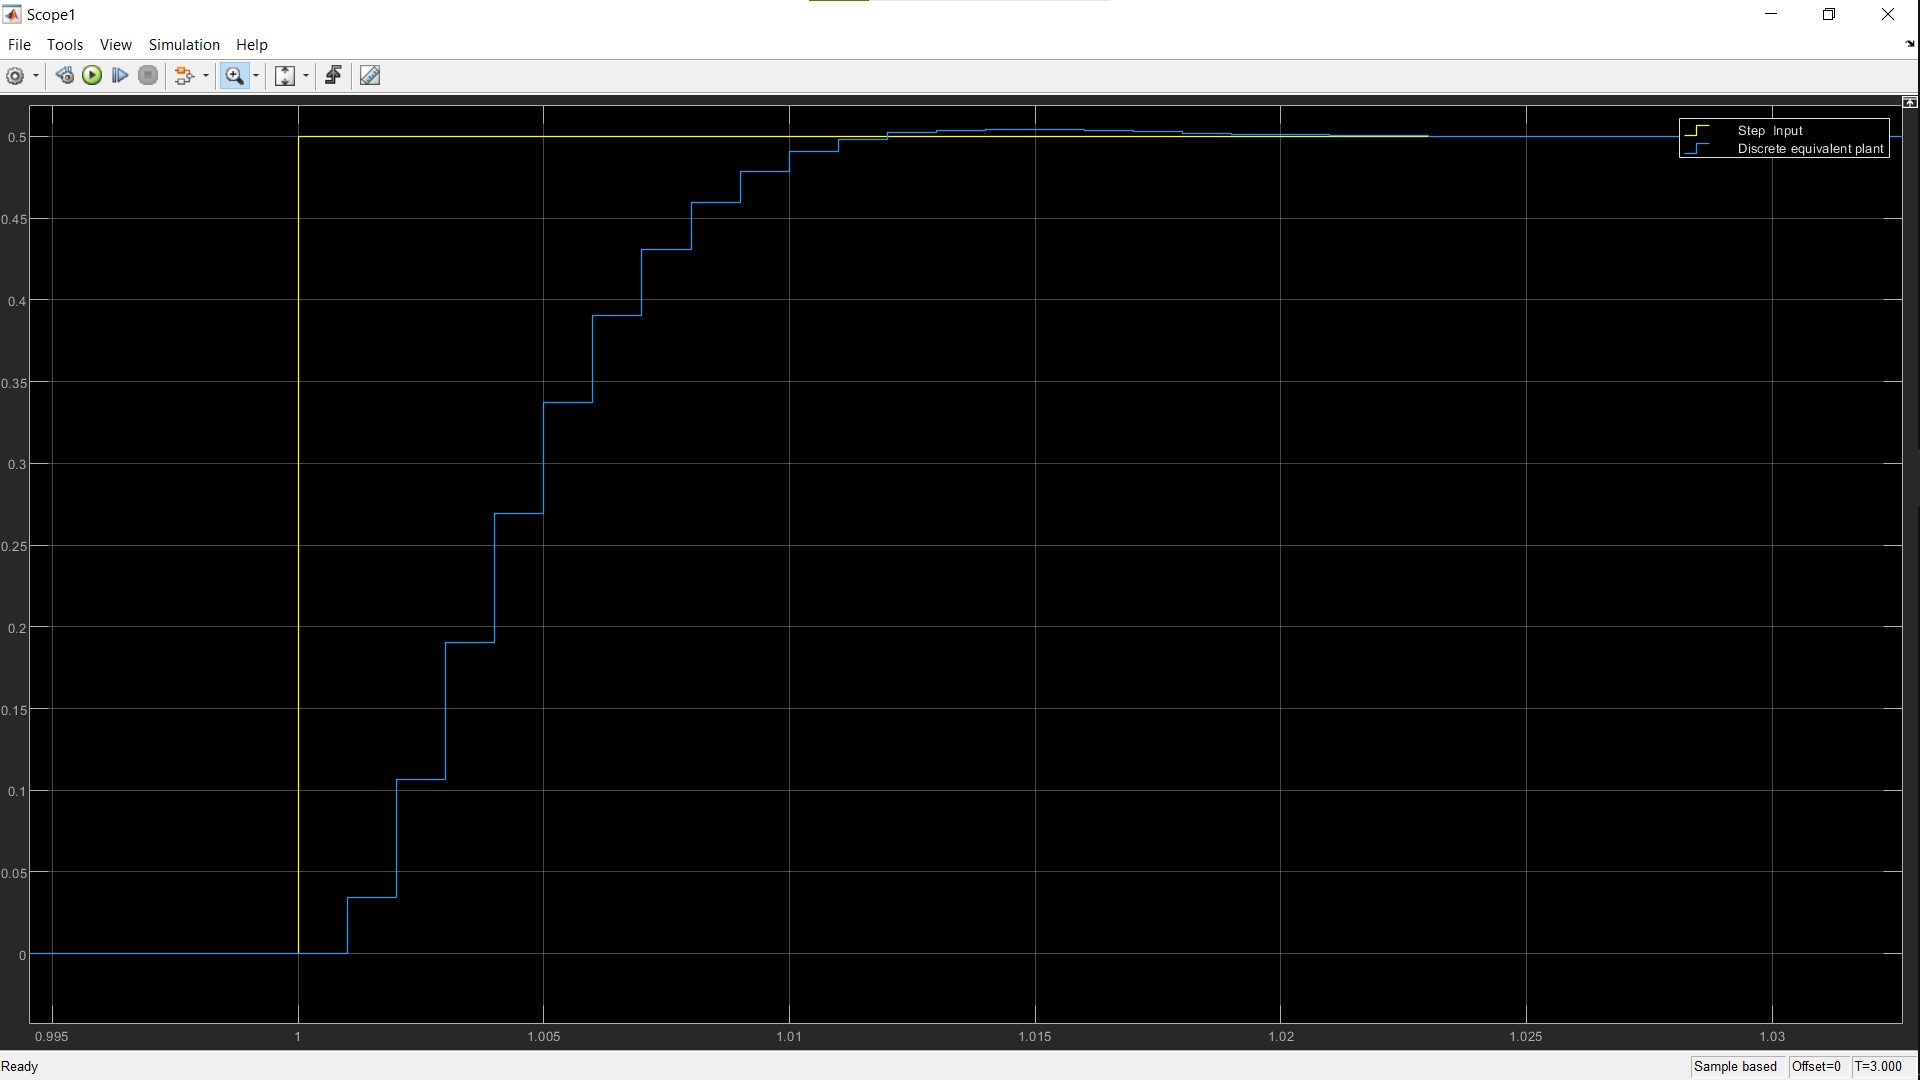 Scope1
File Tools View Simulation Help
0.5
0.45
0.4
0.35
0.3
0.25
0.2
0.15
0.1
0.05
0
Step Input
Discrete equivalent plant
0.995 1 1.005 1.01 1.015 1.02 1.025 1.03
Ready Sample based Offset=0 T=3.000